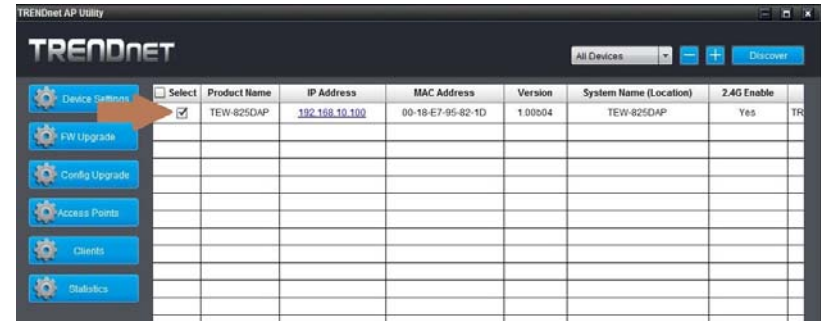 TRENDnet AP Utility
TRENDNET
All Devices
Discover
Device Settings
FW Upgrade
Config Upgrade
Access Points
Clients
Statistics
Select Product Name IP Address MAC Address Version System Name (Location) 2.4G Enable
TEW-825DAP 192.168.10.100 00-18-E7-95-82-1D 1.00b04 TEW-825DAP Yes TR